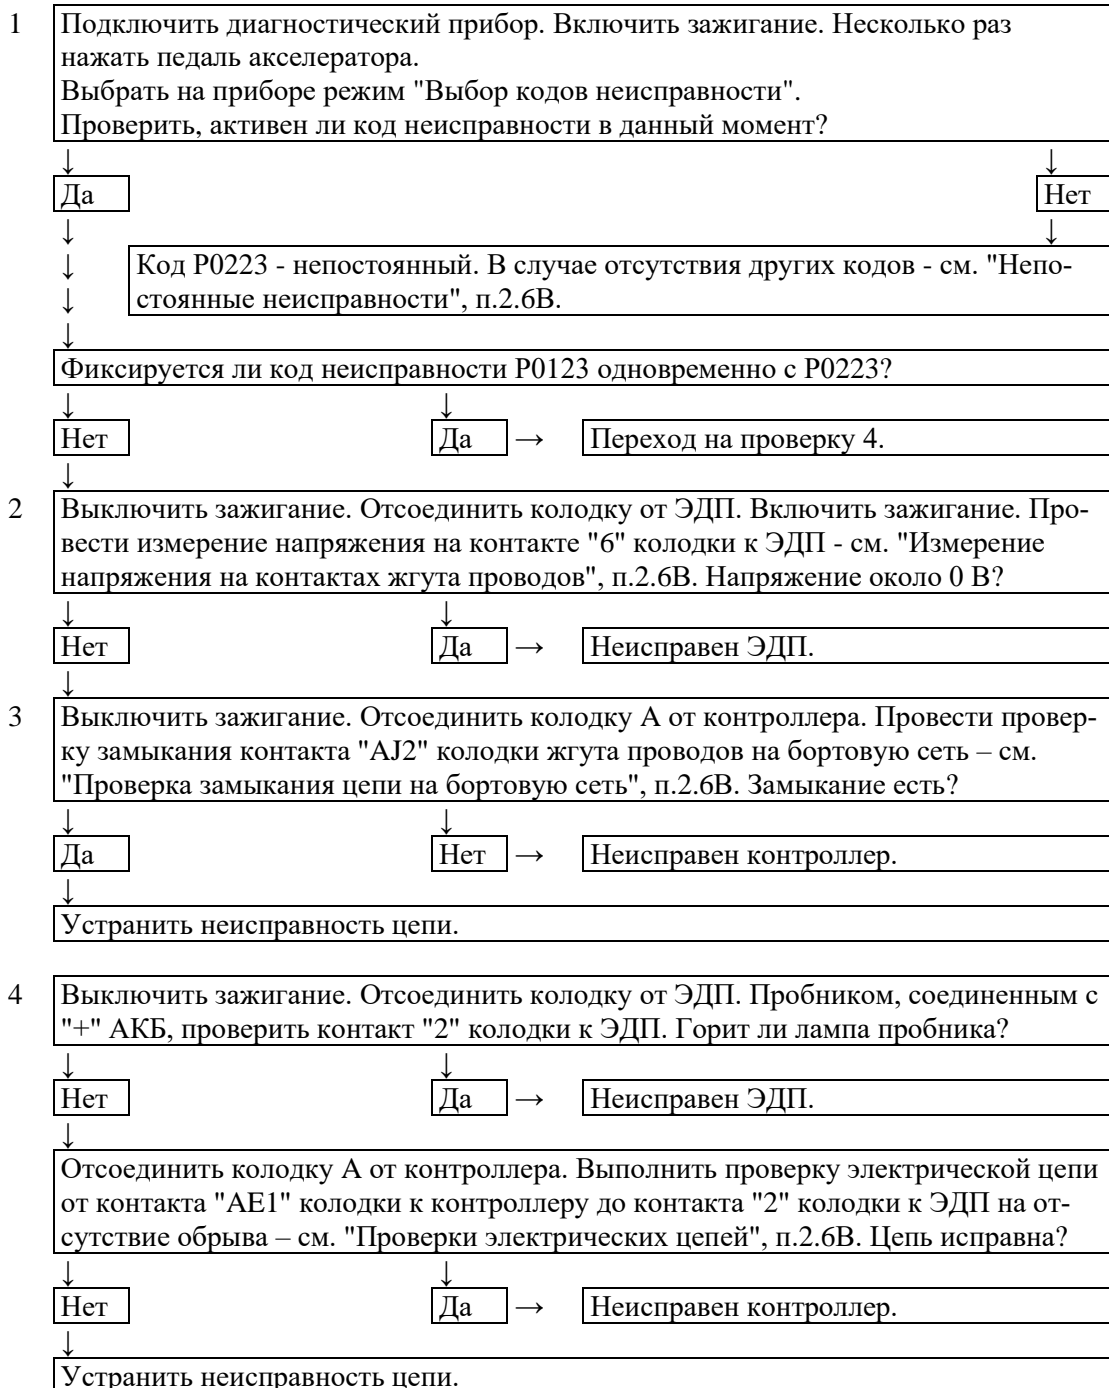 1 Подключить диагностический прибор. Включить зажигание. Несколько раз
нажать педаль акселератора.
Выбрать на приборе режим "Выбор кодов неисправности".
Проверить, активен ли код неисправности в данный момент?
↓ ↓
Да Нет
↓ ↓
↓ Код P0223 - непостоянный. В случае отсутствия других кодов - см. "Непо-
↓ стоянные неисправности", п.2.6В.
↓
Фиксируется ли код неисправности P0123 одновременно с P0223?
↓ ↓
Нет Да → Переход на проверку 4.
↓
2 Выключить зажигание. Отсоединить колодку от ЭДП. Включить зажигание. Про-
вести измерение напряжения на контакте "6" колодки к ЭДП - см. "Измерение
напряжения на контактах жгута проводов", п.2.6В. Напряжение около 0 В?
↓ ↓
Нет Да → Неисправен ЭДП.
↓
3 Выключить зажигание. Отсоединить колодку А от контроллера. Провести провер-
ку замыкания контакта "AJ2" колодки жгута проводов на бортовую сеть – см.
"Проверка замыкания цепи на бортовую сеть", п.2.6В. Замыкание есть?
↓ ↓
Да Нет → Неисправен контроллер.
↓
Устранить неисправность цепи.
4 Выключить зажигание. Отсоединить колодку от ЭДП. Пробником, соединенным с
"+" АКБ, проверить контакт "2" колодки к ЭДП. Горит ли лампа пробника?
↓ ↓
Нет Да → Неисправен ЭДП.
↓
Отсоединить колодку А от контроллера. Выполнить проверку электрической цепи
от контакта "AE1" колодки к контроллеру до контакта "2" колодки к ЭДП на от-
сутствие обрыва – см. "Проверки электрических цепей", п.2.6В. Цепь исправна?
↓ ↓
Нет Да → Неисправен контроллер.
↓
Устранить неисправность цепи.